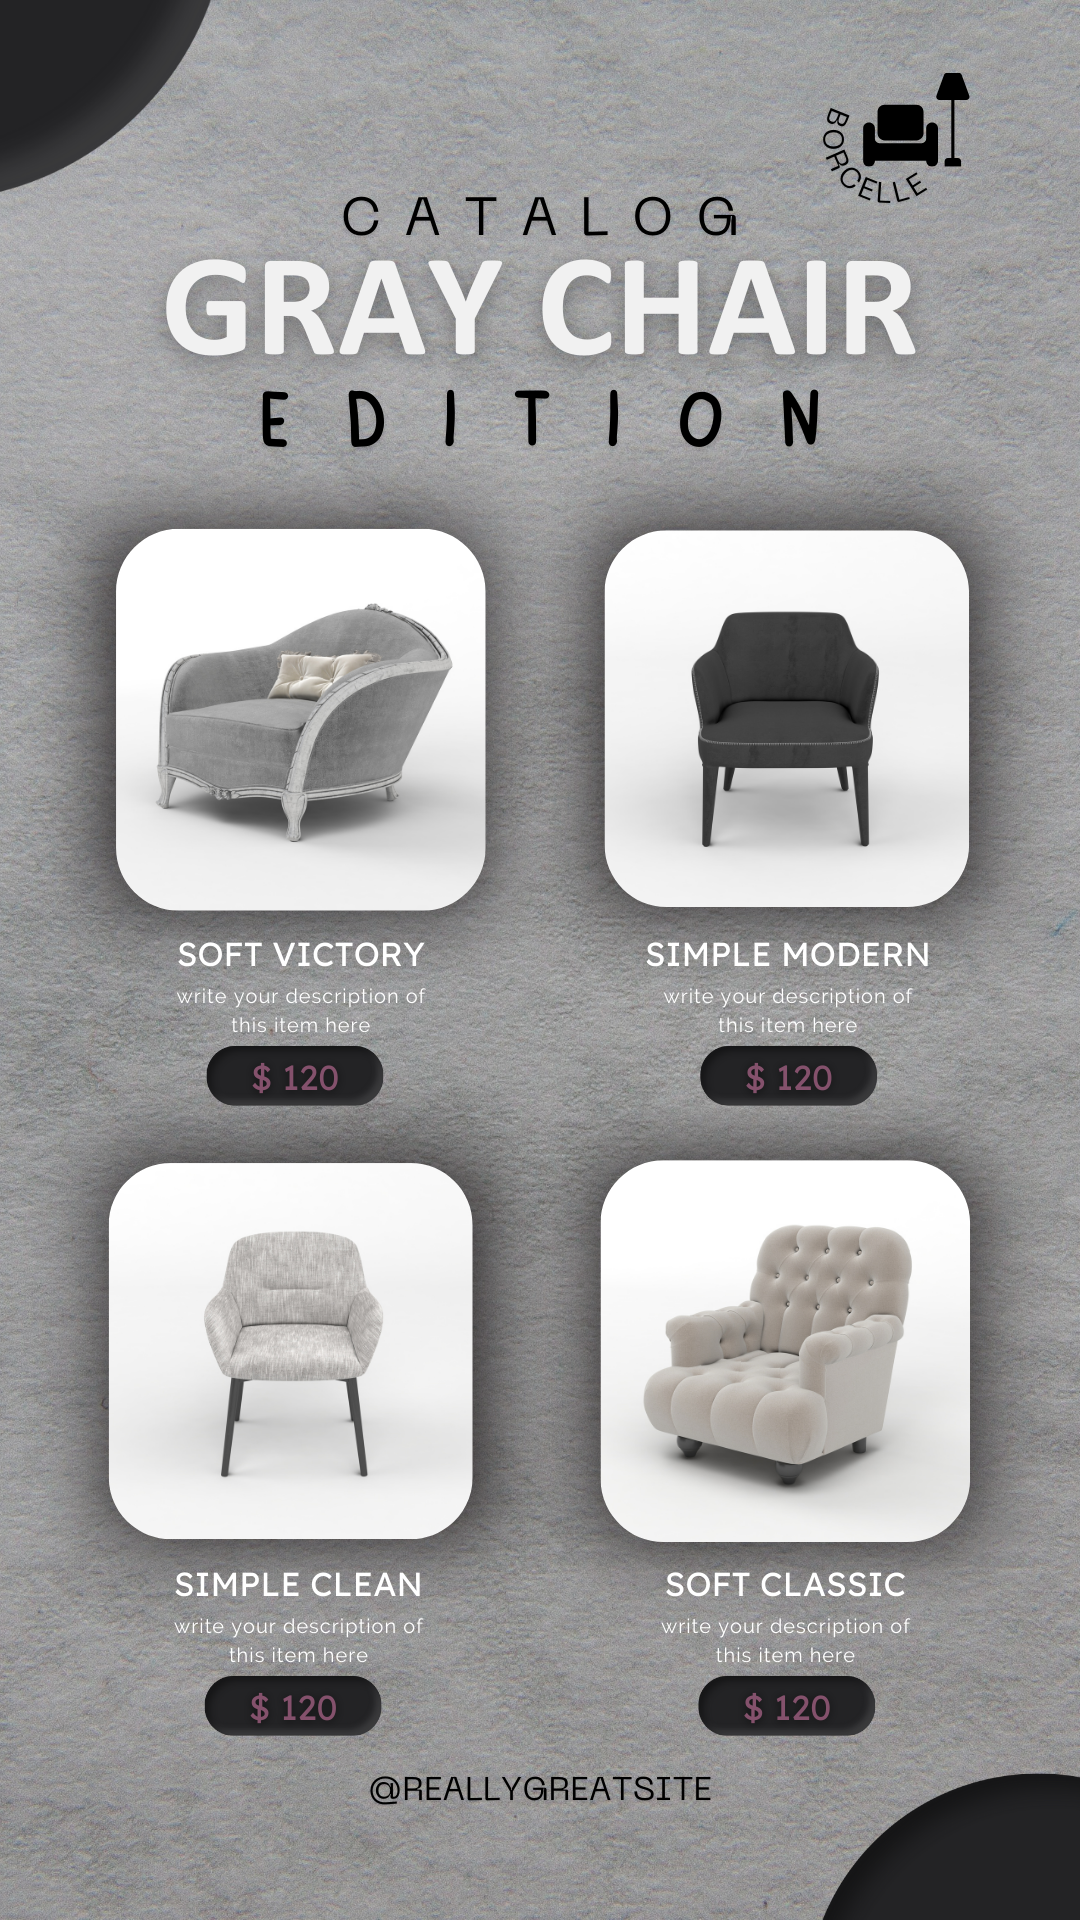 BORCELLE
CATALOG
GRAY CHAIR
EDITION
SOFT VICTORY
write your description of
this item here
$ 120
SIMPLE MODERN
write your description of
this item here
$ 120
SIMPLE CLEAN
write your description of
this item here
$ 120
SOFT CLASSIC
write your description of
this item here
$ 120
@REALLYGREATSITE